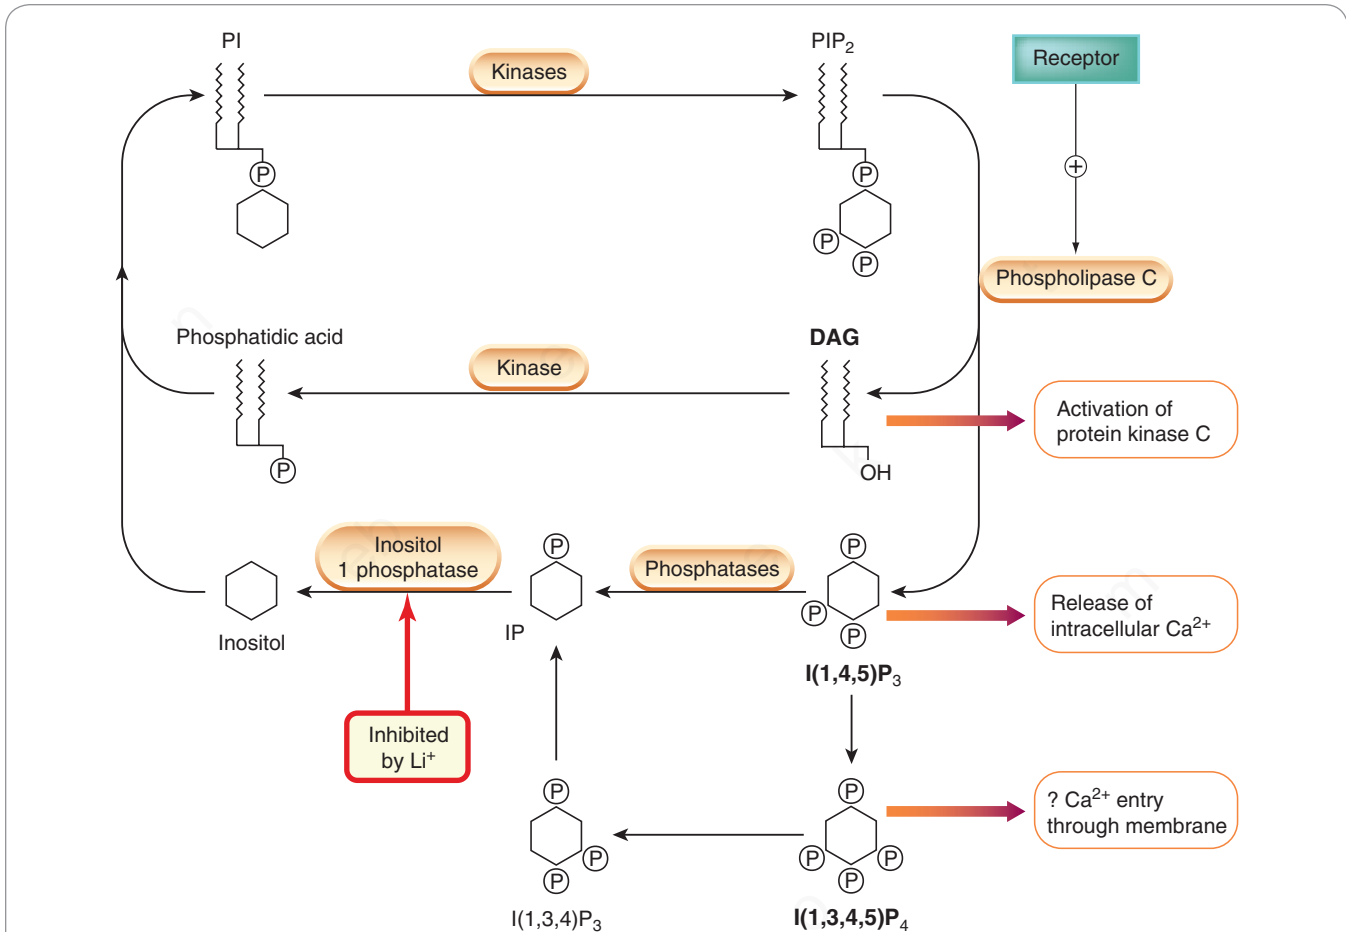 PI
PIP2
Kinases
Receptor
P
P
P
P
+
Phospholipase C
Phosphatidic acid
DAG
Kinase
P
OH
Activation of
protein kinase C
Inositol
1 phosphatase
Phosphatases
P
P
P
P
Inositol
IP
I(1,4,5)P3
Release of
intracellular Ca2+
Inhibited
by Li+
P
P
P
P
P
P
P
I(1,3,4)P3
I(1,3,4,5)P4
? Ca2+ entry
through membrane